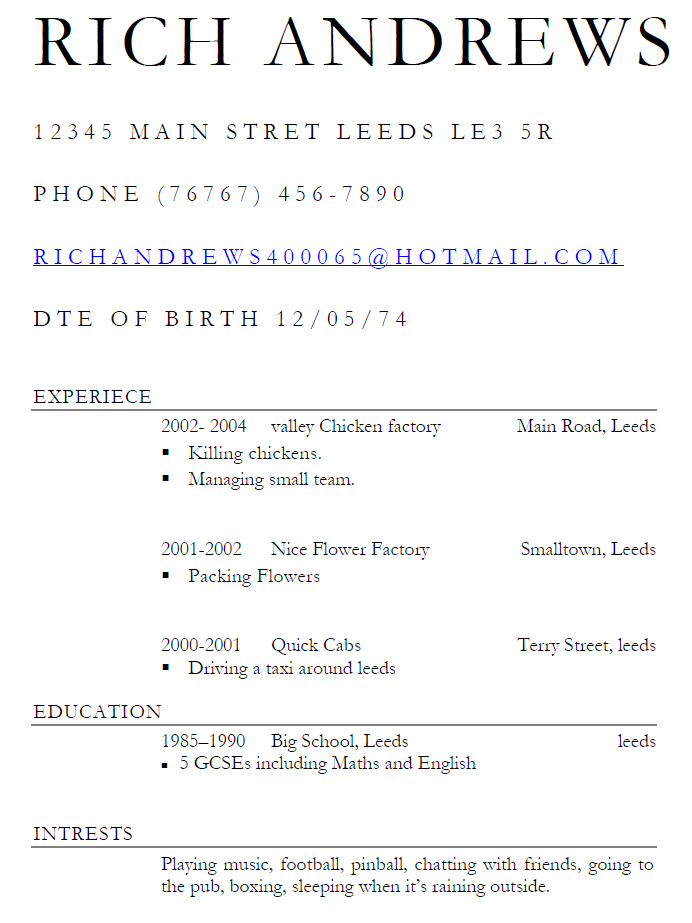 RICH ANDREWS
12345 MAIN STRET LEEDS LE3 5R
PHONE (76767) 456-7890
RICHANDREWS400065@HOTMAIL.COM
DTE OF BIRTH 12/05/74
EXPERIECE
2002- 2004 valley Chicken factory Main Road, Leeds
▪ Killing chickens.
▪ Managing small team.
2001-2002 Nice Flower Factory Smalltown, Leeds
▪ Packing Flowers
2000-2001 Quick Cabs Terry Street, leeds
▪ Driving a taxi around leeds
EDUCATION
1985–1990 Big School, Leeds leeds
▪ 5 GCSEs including Maths and English
INTRESTS
Playing music, football, pinball, chatting with friends, going to
the pub, boxing, sleeping when it's raining outside.